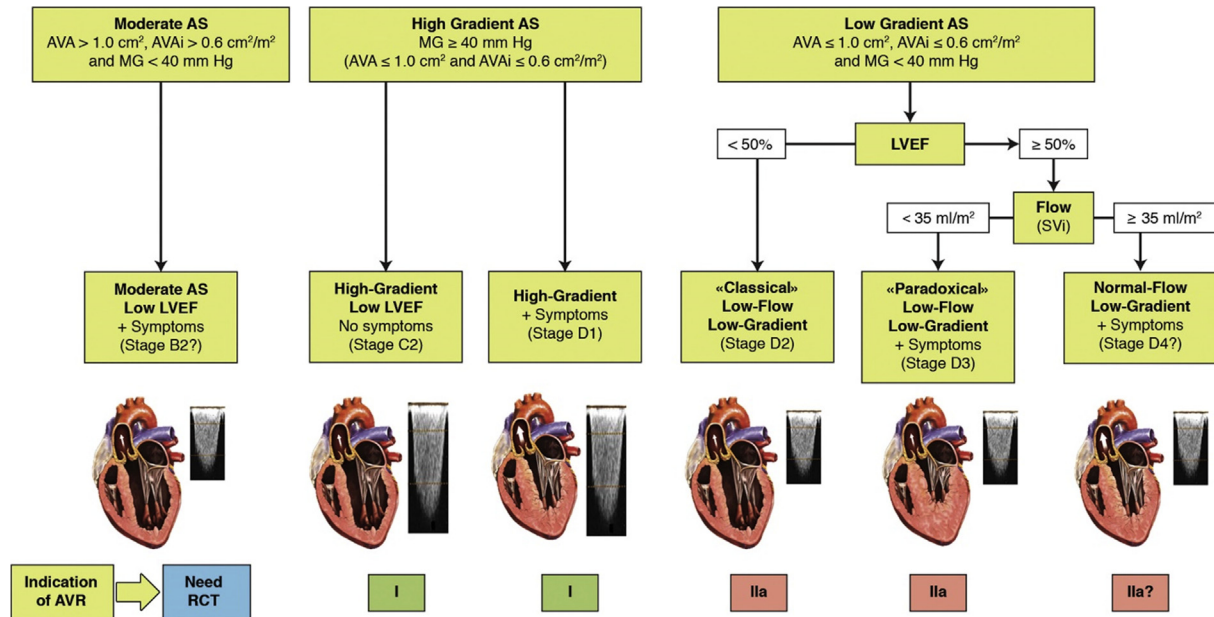 Moderate AS
AVA > 1.0 cm², AVAi > 0.6 cm²/m²
and MG < 40 mm Hg
High Gradient AS
MG ≥ 40 mm Hg
(AVA ≤ 1.0 cm² and AVAi ≤ 0.6 cm²/m²)
Low Gradient AS
AVA ≤ 1.0 cm², AVAi ≤ 0.6 cm²/m²
and MG < 40 mm Hg
< 50%
LVEF
≥ 50%
< 35 ml/m²
Flow
(SVi)
≥ 35 ml/m²
Moderate AS
Low LVEF
+ Symptoms
(Stage B2?)
High-Gradient
Low LVEF
No symptoms
(Stage C2)
High-Gradient
+ Symptoms
(Stage D1)
«Classical»
Low-Flow
Low-Gradient
(Stage D2)
«Paradoxical»
Low-Flow
Low-Gradient
+ Symptoms
(Stage D3)
Normal-Flow
Low-Gradient
+ Symptoms
(Stage D4?)
Indication
of AVR
Need
RCT
I
I
IIa
IIa
IIa?